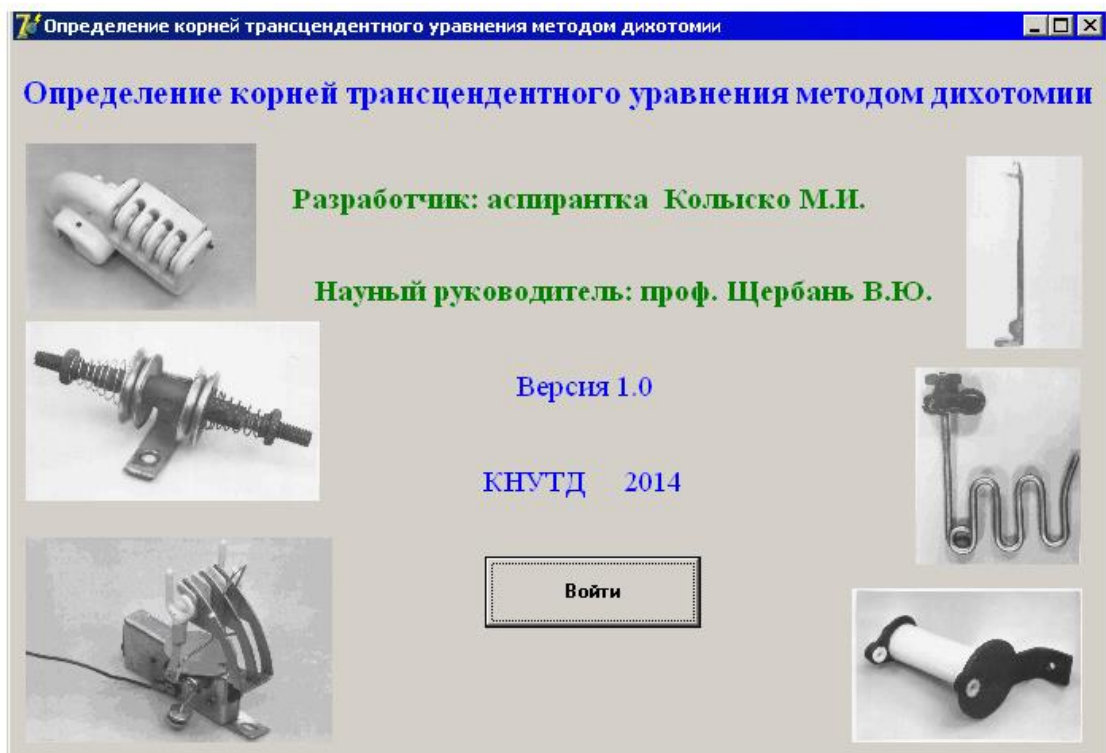 Определение корней трансцендентного уравнения методом дихотомии
Определение корней трансцендентного уравнения методом дихотомии
Разработчик: аспирантка Колыско М.И.
Науный руководитель: проф. Щербань В.Ю.
Версия 1.0
КНУТД 2014
Войти